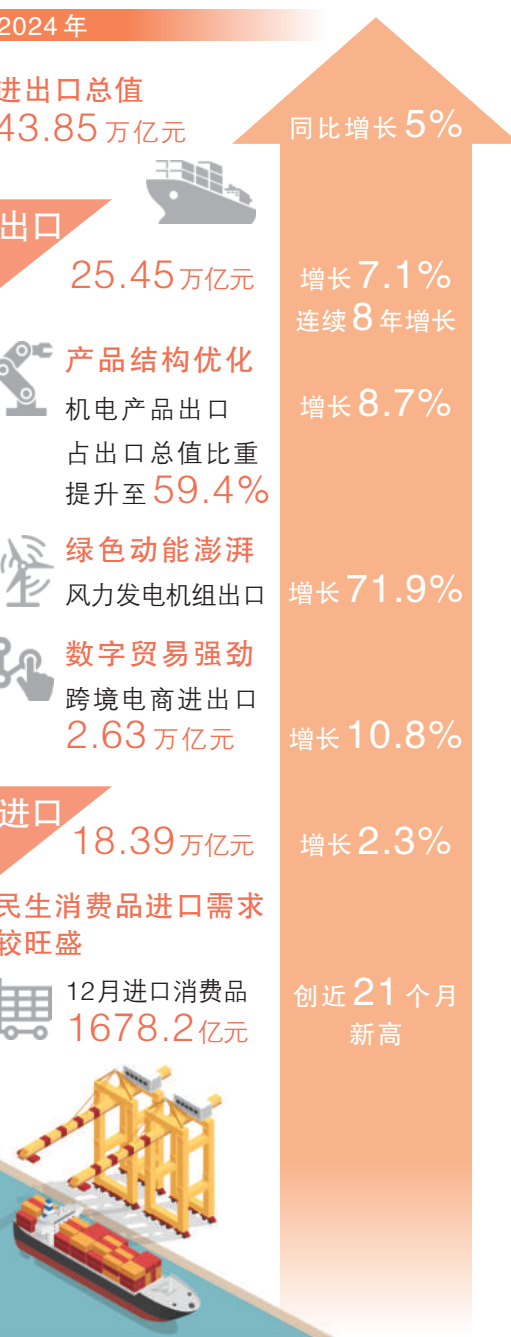 2024年
进出口总值
43.85万亿元
同比增长5%
出口
25.45万亿元
增长7.1%
连续8年增长
产品结构优化
机电产品出口
增长8.7%
占出口总值比重
提升至59.4%
绿色动能澎湃
风力发电机组出口
增长71.9%
数字贸易强劲
跨境电商进出口
2.63万亿元
增长10.8%
进口
18.39万亿元
增长2.3%
民生消费品进口需求
较旺盛
12月进口消费品
1678.2亿元
创近21个月
新高